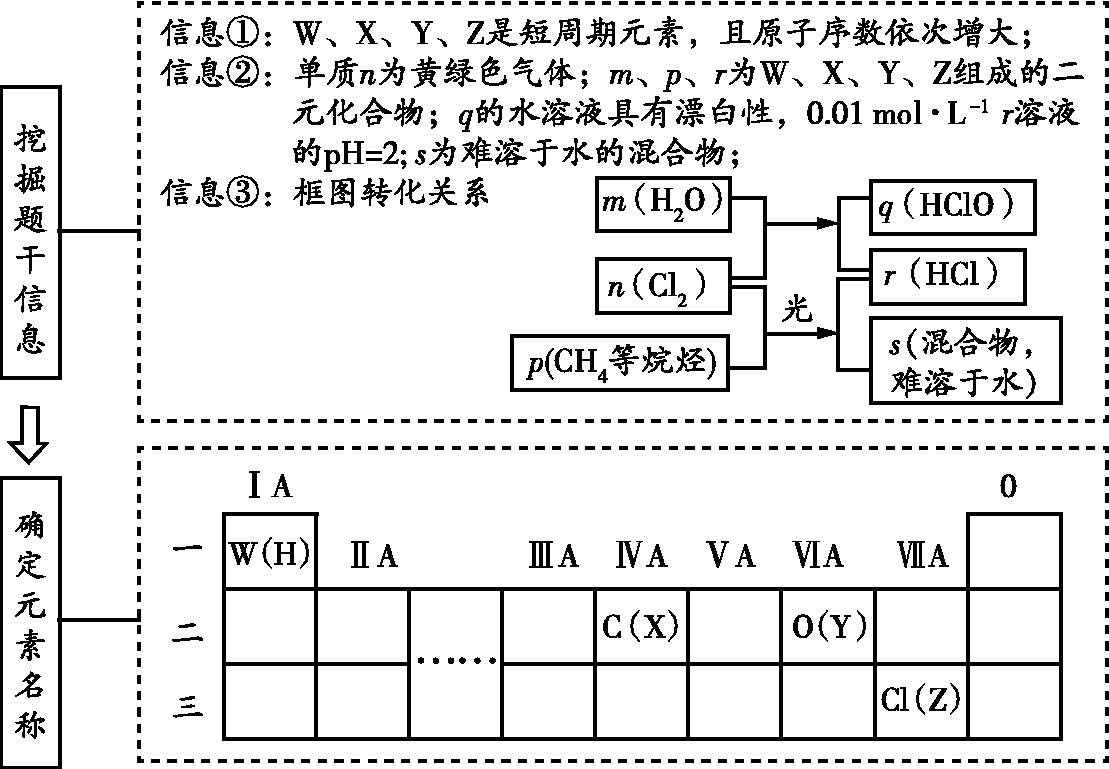 挖掘题干信息
信息①：W、X、Y、Z是短周期元素，且原子序数依次增大；
信息②：单质n为黄绿色气体；m、p、r为W、X、Y、Z组成的二
元化合物；q的水溶液具有漂白性，0.01 mol·L⁻¹ r溶液
的pH=2；s为难溶于水的混合物；
信息③：框图转化关系
m（H₂O）
n（Cl₂）
p(CH₄等烷烃)
光
q（HClO）
r（HCl）
s(混合物，
难溶于水)
确定元素名称
ⅠA 0
一 W(H) ⅡA ⅢA ⅣA ⅤA ⅥA ⅦA
二 C(X) O(Y)
……
三 Cl(Z)